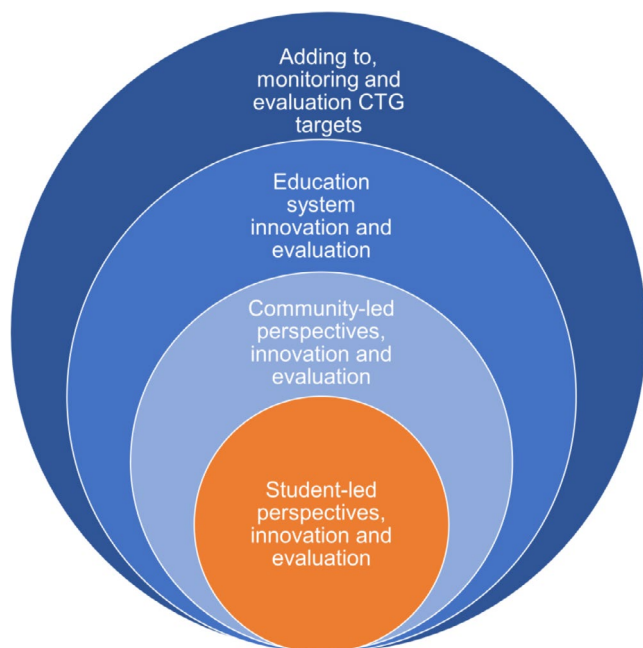 Adding to,
monitoring and
evaluation CTG
targets
Education
system
innovation and
evaluation
Community-led
perspectives,
innovation and
evaluation
Student-led
perspectives,
innovation and
evaluation